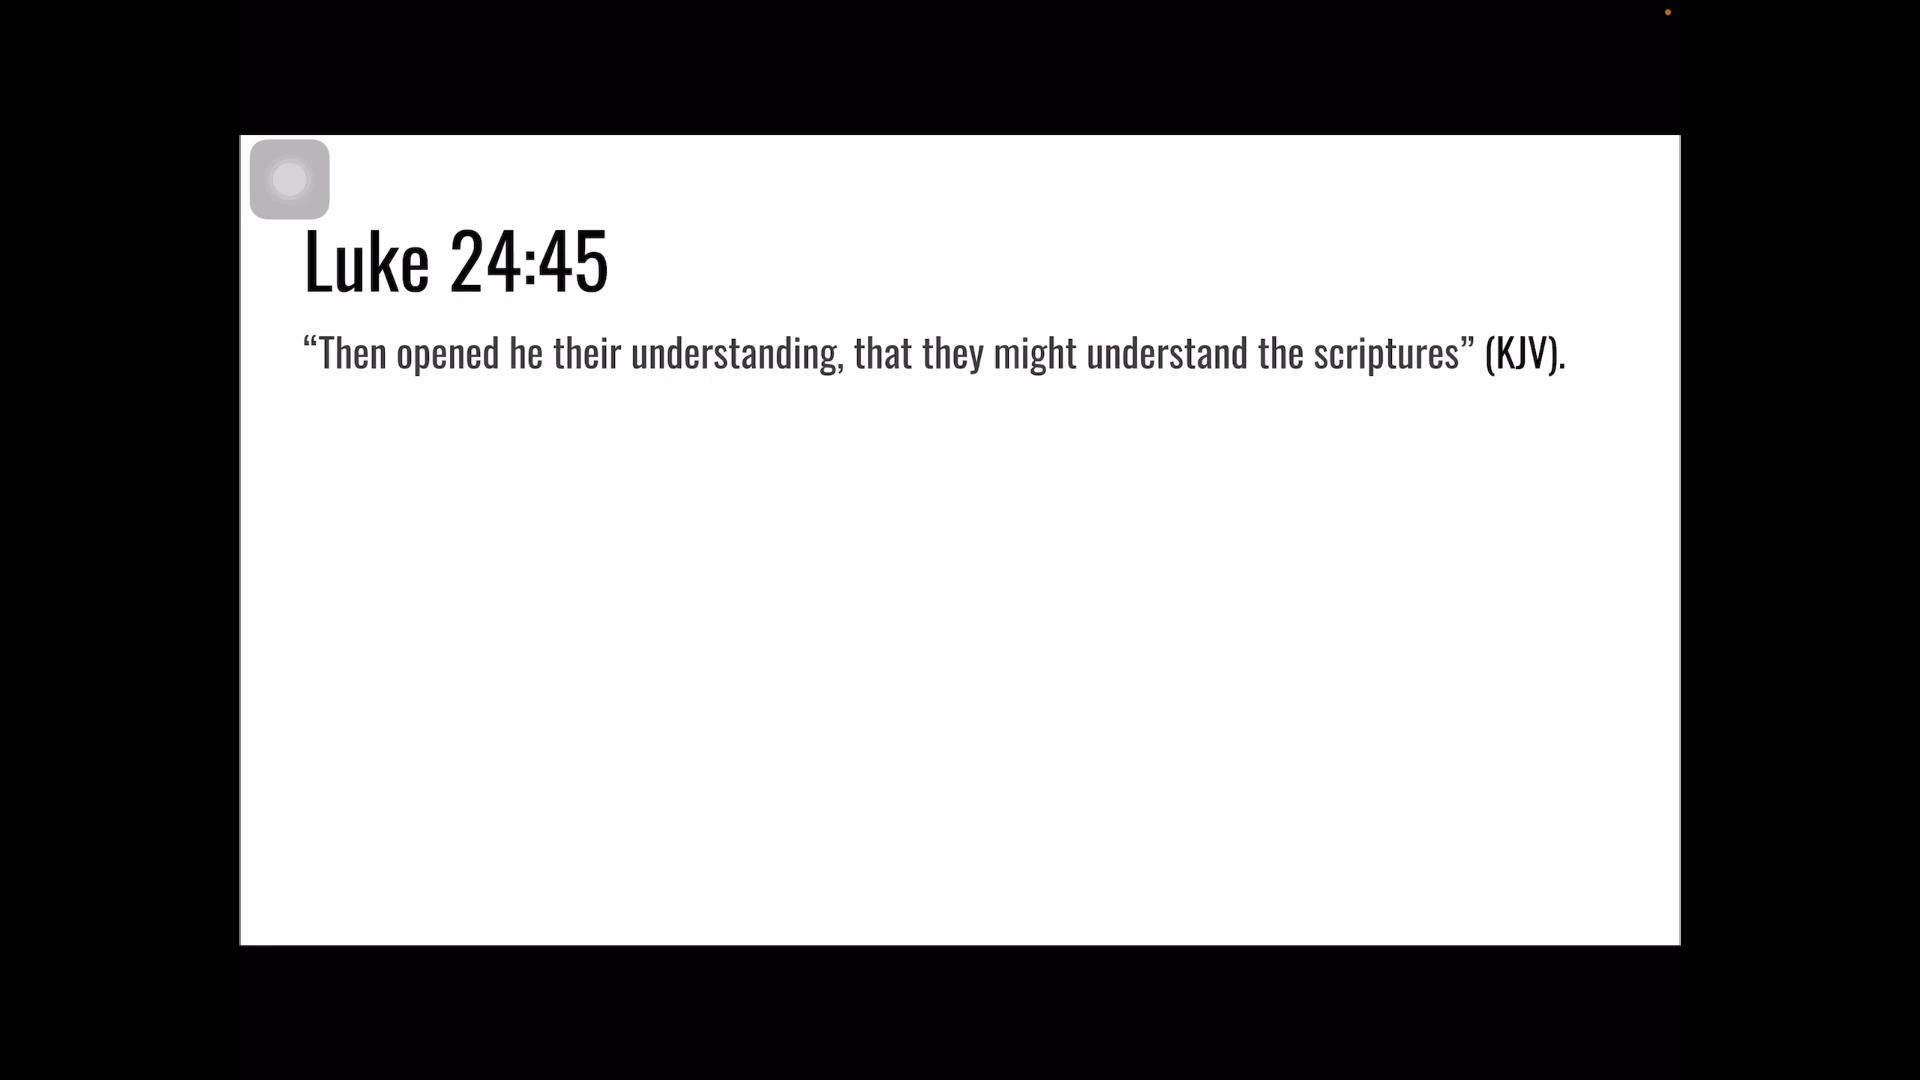 Luke 24:45
“Then opened he their understanding, that they might understand the scriptures” (KJV).